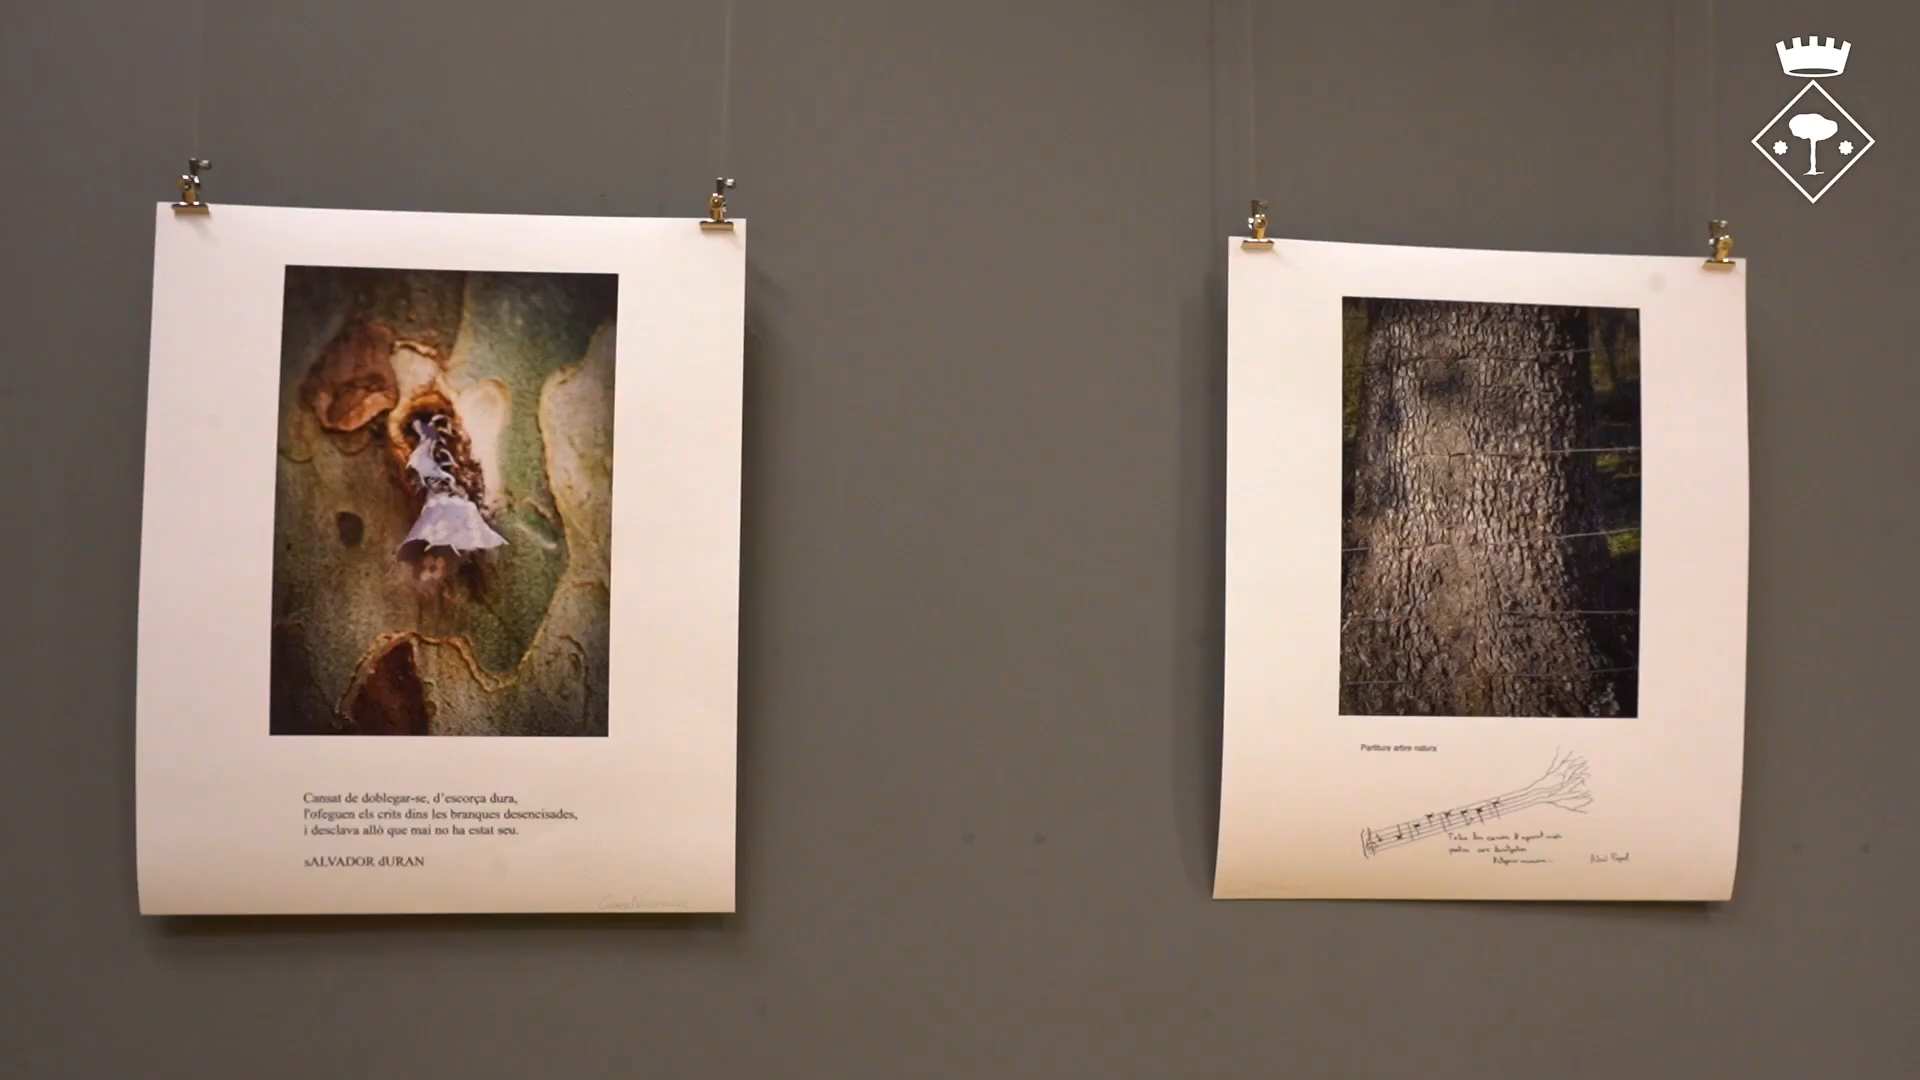 Cansat de doblegar-se, d'escorça dura,
l'ofeguen els crits dins les branques desencisades,
i desclava allò que mai no ha estat seu.
sALVADOR dURAN
Partitura arbre natura